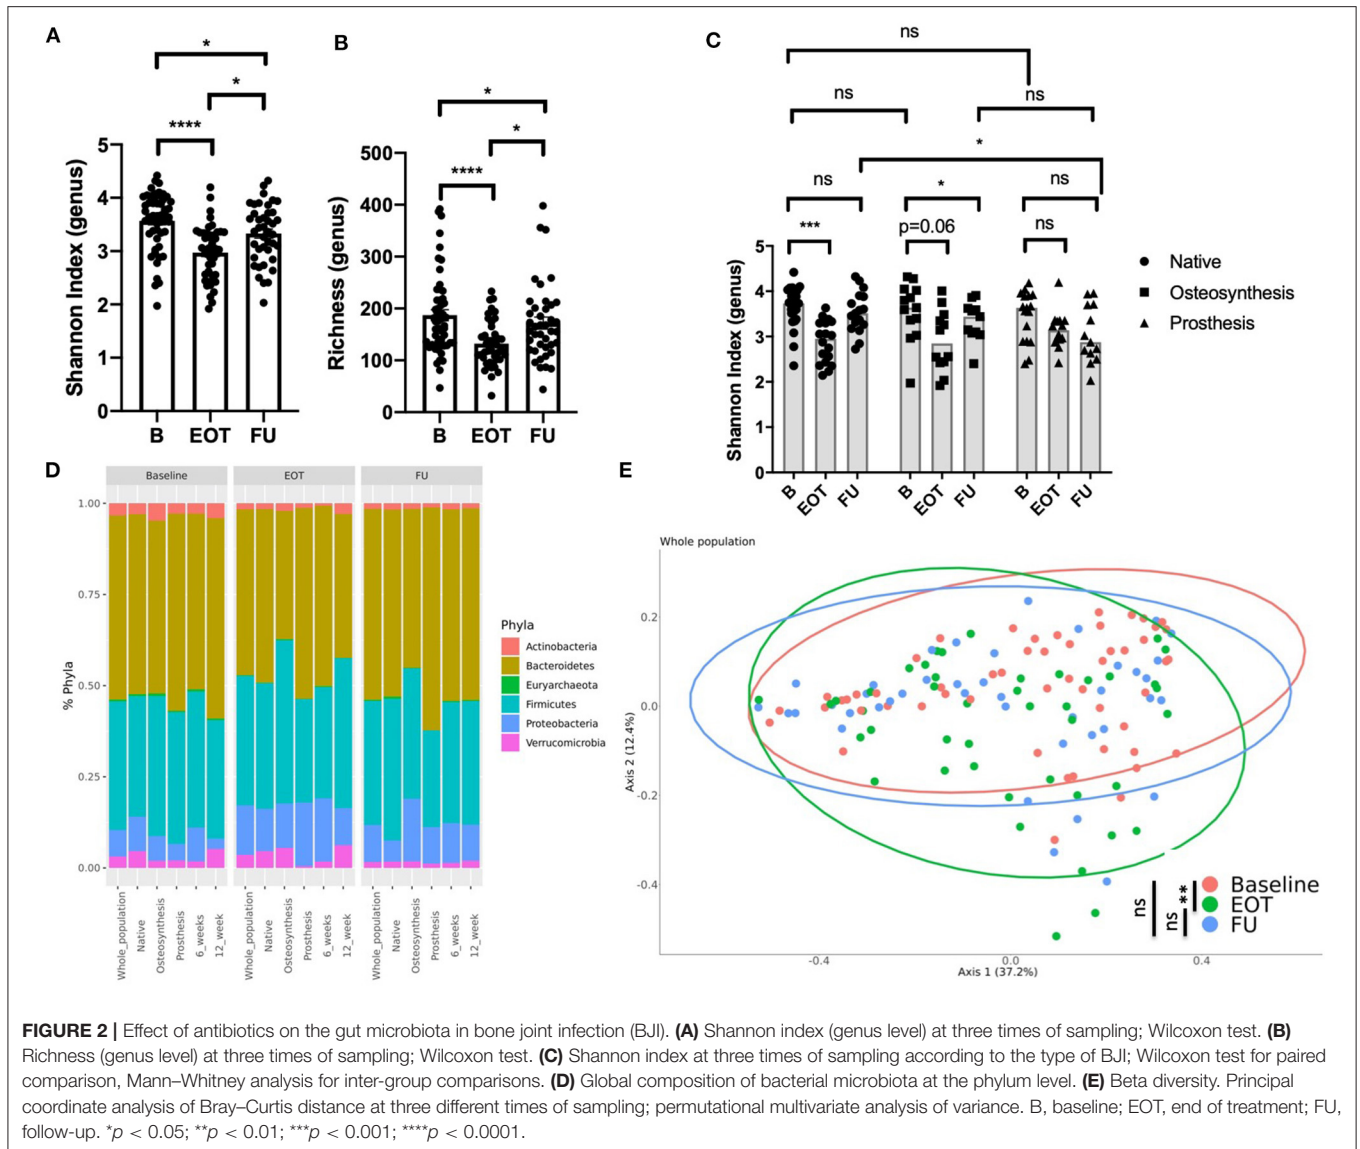 A
*
*
****
Shannon Index (genus)
5
4
3
2
1
0
B EOT FU
B
*
*
****
Richness (genus)
500
400
300
200
100
0
B EOT FU
C
ns
ns
ns
*
ns
*
ns
***
p=0.06
ns
Shannon Index (genus)
5
4
3
2
1
0
B EOT FU B EOT FU B EOT FU
Native
Osteosynthesis
Prosthesis
D
Baseline EOT FU
% Phyla
1.00
0.75
0.50
0.25
0.00
Whole_population Native Osteosynthesis Prosthesis 6_weeks 12_week
Whole_population Native Osteosynthesis Prosthesis 6_weeks 12_week
Whole_population Native Osteosynthesis Prosthesis 6_weeks 12_week
Phyla
Actinobacteria
Bacteroidetes
Euryarchaeota
Firmicutes
Proteobacteria
Verrucomicrobia
E
Whole population
Axis 2 (12.4%)
0.2
0.0
-0.2
-0.4
-0.4 0.0 0.4
Axis 1 (37.2%)
ns
**
ns
Baseline
EOT
FU
FIGURE 2 | Effect of antibiotics on the gut microbiota in bone joint infection (BJI). (A) Shannon index (genus level) at three times of sampling; Wilcoxon test. (B)
Richness (genus level) at three times of sampling; Wilcoxon test. (C) Shannon index at three times of sampling according to the type of BJI; Wilcoxon test for paired
comparison, Mann–Whitney analysis for inter-group comparisons. (D) Global composition of bacterial microbiota at the phylum level. (E) Beta diversity. Principal
coordinate analysis of Bray–Curtis distance at three different times of sampling; permutational multivariate analysis of variance. B, baseline; EOT, end of treatment; FU,
follow-up. *p < 0.05; **p < 0.01; ***p < 0.001; ****p < 0.0001.